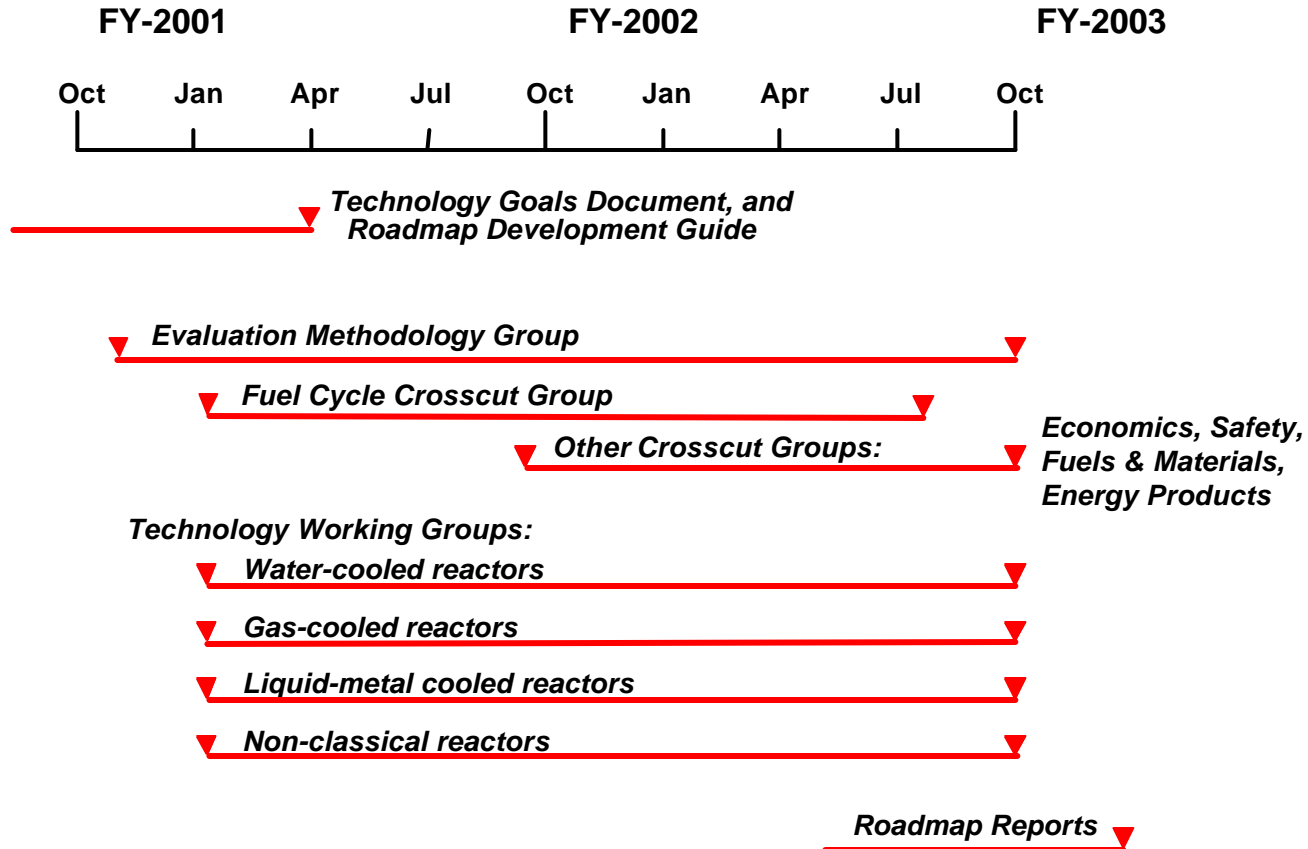 FY-2001 FY-2002 FY-2003
Oct Jan Apr Jul Oct Jan Apr Jul Oct
Technology Goals Document, and
Roadmap Development Guide
Evaluation Methodology Group
Fuel Cycle Crosscut Group
Other Crosscut Groups:
Economics, Safety,
Fuels & Materials,
Energy Products
Technology Working Groups:
Water-cooled reactors
Gas-cooled reactors
Liquid-metal cooled reactors
Non-classical reactors
Roadmap Reports